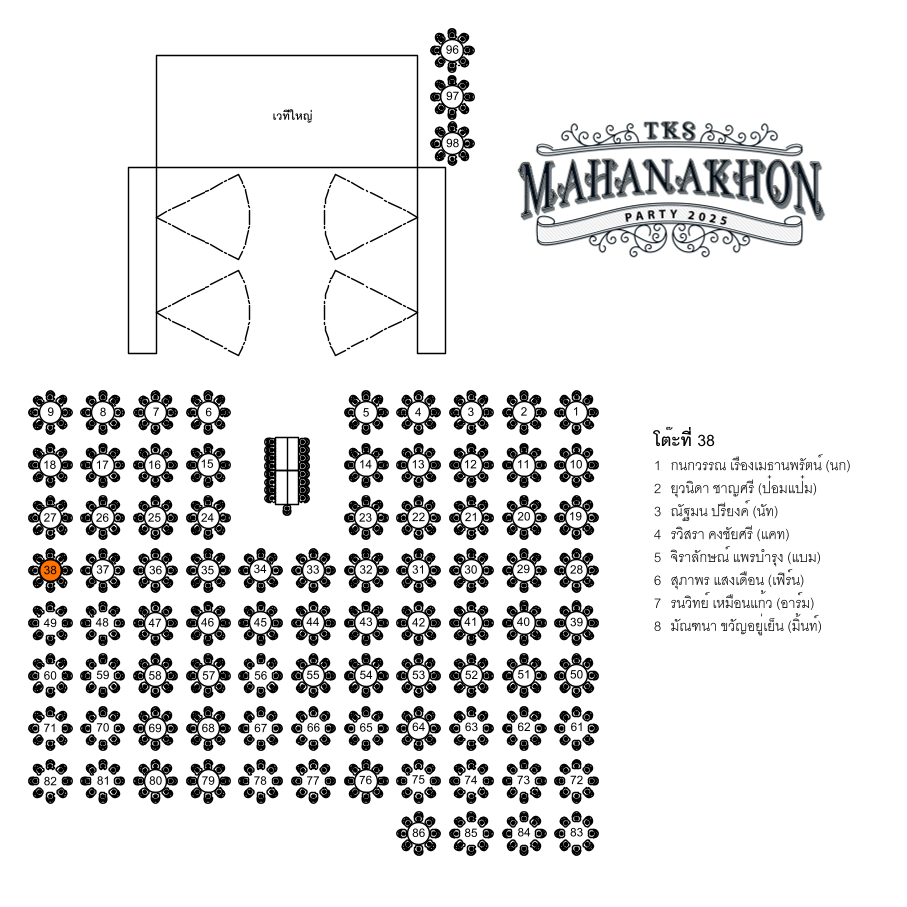 96
97
98
เวทีใหญ่
TKS
MAHANAKHON
PARTY 2025
9 8 7 6 5 4 3 2 1
18 17 16 15 14 13 12 11 10
27 26 25 24 23 22 21 20 19
38 37 36 35 34 33 32 31 30 29 28
49 48 47 46 45 44 43 42 41 40 39
60 59 58 57 56 55 54 53 52 51 50
71 70 69 68 67 66 65 64 63 62 61
82 81 80 79 78 77 76 75 74 73 72
86 85 84 83
โต๊ะที่ 38
1 กนกวรรณ เรืองเมธานพรัตน์ (นก)
2 ยุวนิดา ชาญศรี (ป๋อมแป๋ม)
3 ณัฐมน ปรียงค์ (นัท)
4 รวิสรา คงชัยศรี (แคท)
5 จิราลักษณ์ แพรบำรุง (แบม)
6 สุภาพร แสงเดือน (เฟิร์น)
7 รนวิทย์ เหมือนแก้ว (อาร์ม)
8 มัณฑนา ขวัญอยู่เย็น (มิ้นท์)